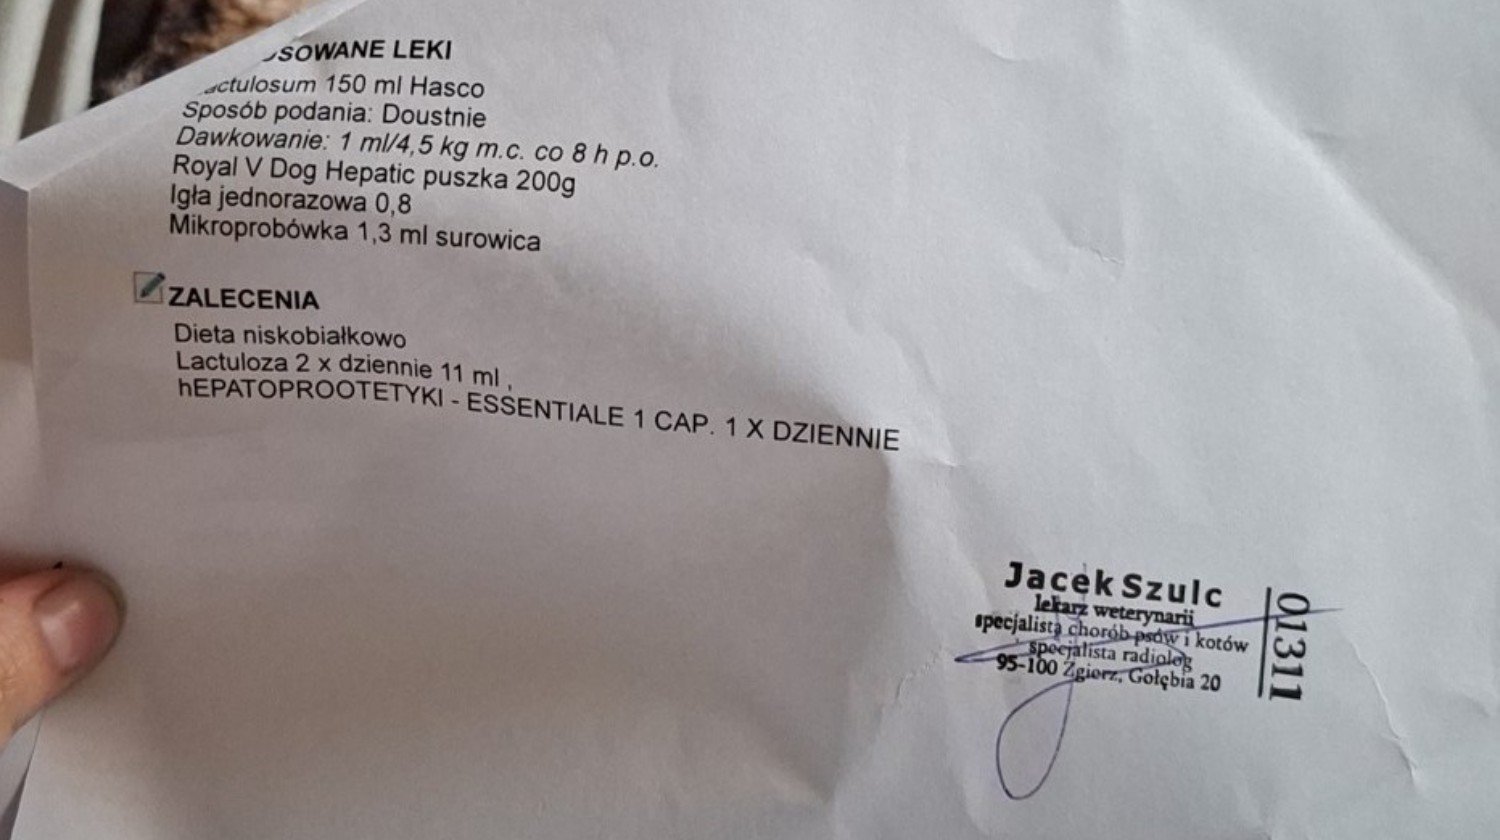 SOWANE LEKI
actulosum 150 ml Hasco
Sposób podania: Doustnie
Dawkowanie: 1 ml/4,5 kg m.c. co 8 h p.o.
Royal V Dog Hepatic puszka 200g
Igła jednorazowa 0,8
Mikroprobówka 1,3 ml surowica
ZALECENIA
Dieta niskobiałkowo
Lactuloza 2 x dziennie 11 ml ,
hEPATOPROOTETYKI - ESSENTIALE 1 CAP. 1 X DZIENNIE
Jacek Szulc
lekarz weterynarii
specjalista chorób psów i kotów
specjalista radiolog
95-100 Zgierz, Gołębia 20
01311